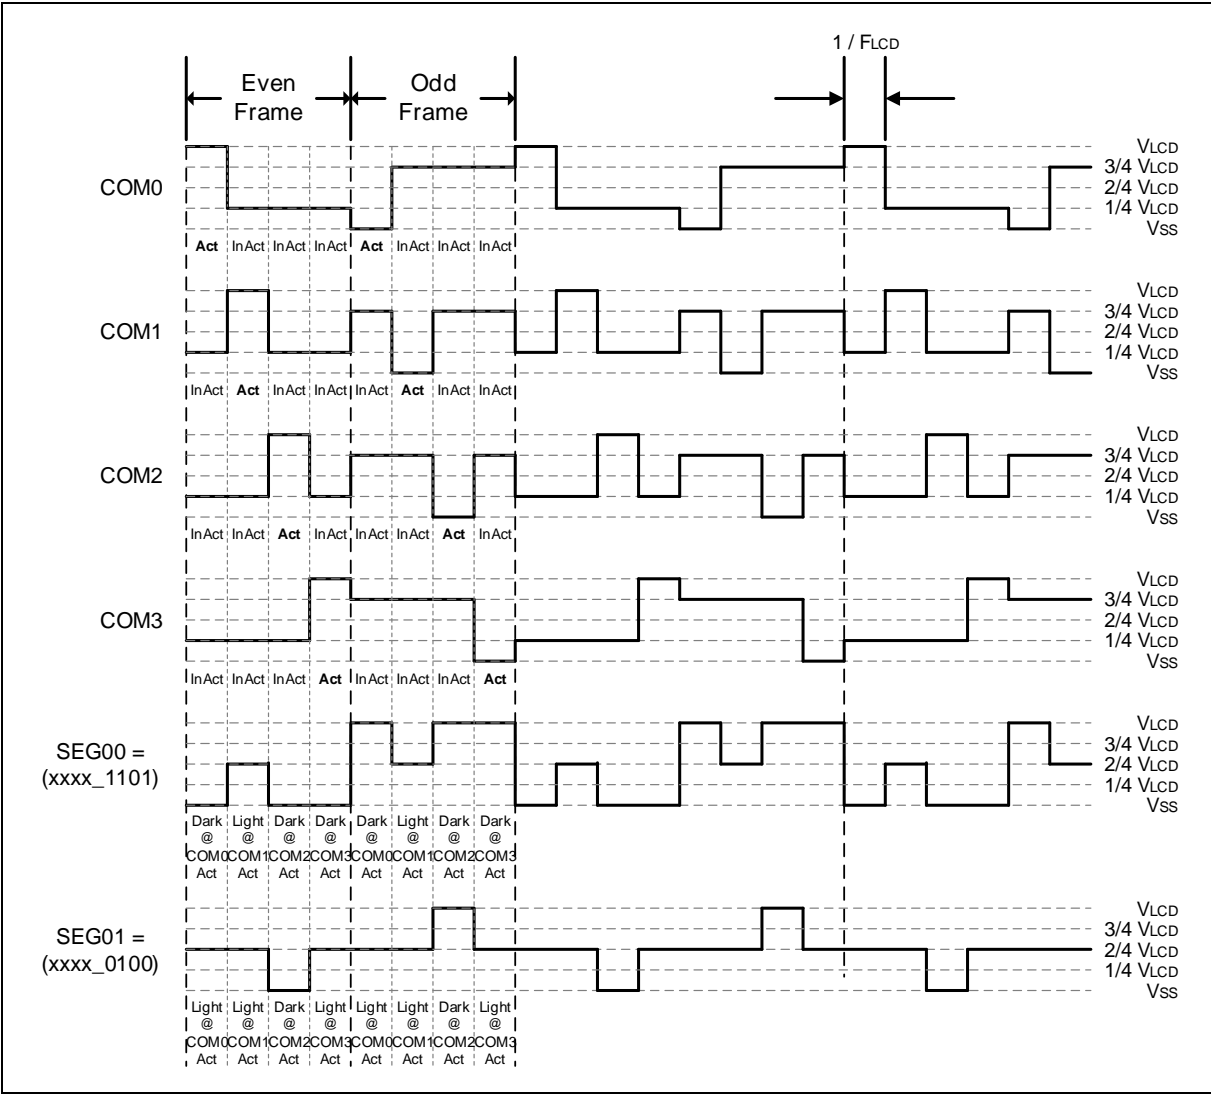 1 / FLCD
Even
Frame
Odd
Frame
COM0
VLCD
3/4 VLCD
2/4 VLCD
1/4 VLCD
VSS
Act InAct InAct InAct Act InAct InAct InAct
COM1
VLCD
3/4 VLCD
2/4 VLCD
1/4 VLCD
VSS
InAct Act InAct InAct InAct Act InAct InAct
COM2
VLCD
3/4 VLCD
2/4 VLCD
1/4 VLCD
VSS
InAct InAct Act InAct InAct InAct Act InAct
COM3
VLCD
3/4 VLCD
2/4 VLCD
1/4 VLCD
VSS
InAct InAct InAct Act InAct InAct InAct Act
SEG00 =
(xxxx_1101)
VLCD
3/4 VLCD
2/4 VLCD
1/4 VLCD
VSS
Dark Light Dark Dark Dark Light Dark Dark
@ @ @ @ @ @ @ @
COM0 COM1 COM2 COM3 COM0 COM1 COM2 COM3
Act Act Act Act Act Act Act Act
SEG01 =
(xxxx_0100)
VLCD
3/4 VLCD
2/4 VLCD
1/4 VLCD
VSS
Light Light Dark Light Light Light Dark Light
@ @ @ @ @ @ @ @
COM0 COM1 COM2 COM3 COM0 COM1 COM2 COM3
Act Act Act Act Act Act Act Act